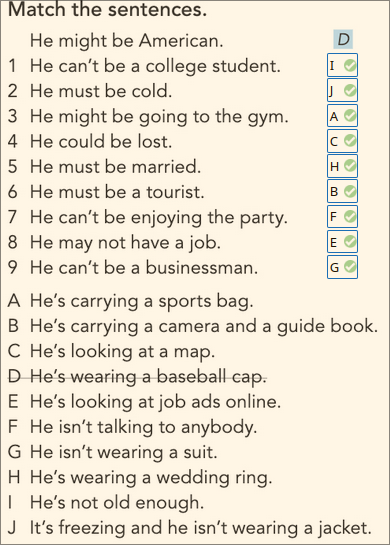 Match the sentences.
He might be American. D
1 He can't be a college student. I
2 He must be cold. J
3 He might be going to the gym. A
4 He could be lost. C
5 He must be married. H
6 He must be a tourist. B
7 He can't be enjoying the party. F
8 He may not have a job. E
9 He can't be a businessman. G
A He's carrying a sports bag.
B He's carrying a camera and a guide book.
C He's looking at a map.
D He's wearing a baseball cap.
E He's looking at job ads online.
F He isn't talking to anybody.
G He isn't wearing a suit.
H He's wearing a wedding ring.
I He's not old enough.
J It's freezing and he isn't wearing a jacket.